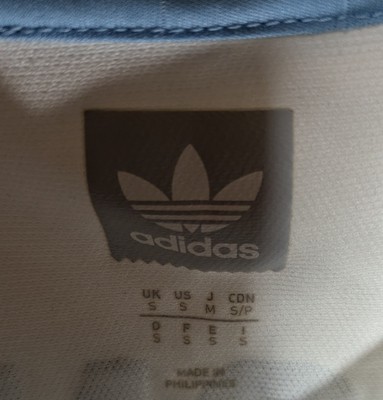 adidas
UK US J CDN
S S M S/P
D F E I
S S S S
MADE IN
PHILIPPINES